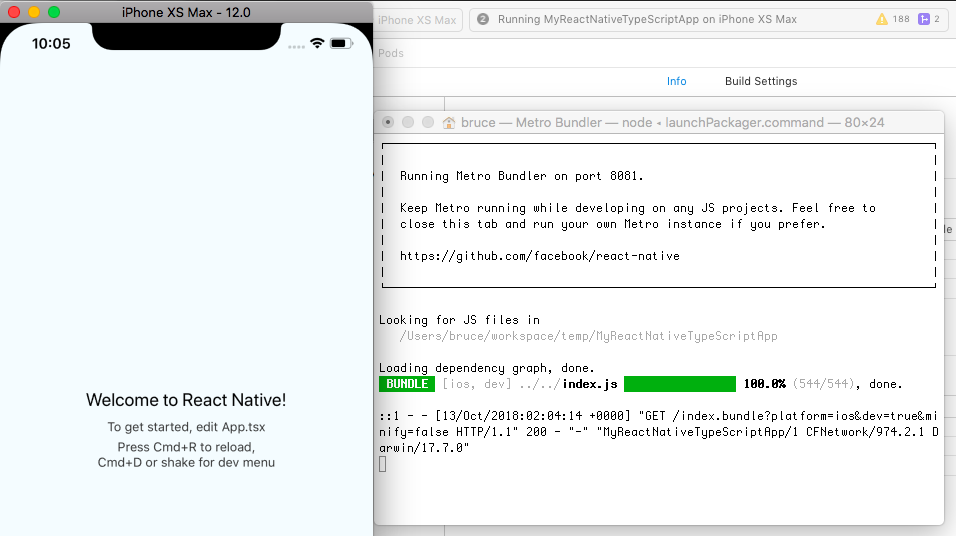 iPhone XS Max - 12.0
iPhone XS Max
2 Running MyReactNativeTypeScriptApp on iPhone XS Max
188
2
10:05
Pods
Info
Build Settings
bruce — Metro Bundler — node ◂ launchPackager.command — 80×24
Running Metro Bundler on port 8081.
Keep Metro running while developing on any JS projects. Feel free to
close this tab and run your own Metro instance if you prefer.
https://github.com/facebook/react-native
Looking for JS files in
/Users/bruce/workspace/temp/MyReactNativeTypeScriptApp
Loading dependency graph, done.
BUNDLE [ios, dev] ../../index.js 100.0% (544/544), done.
::1 - - [13/Oct/2018:02:04:14 +0000] "GET /index.bundle?platform=ios&dev=true&mi
nify=false HTTP/1.1" 200 - "-" "MyReactNativeTypeScriptApp/1 CFNetwork/974.2.1 D
arwin/17.7.0"
Welcome to React Native!
To get started, edit App.tsx
Press Cmd+R to reload,
Cmd+D or shake for dev menu